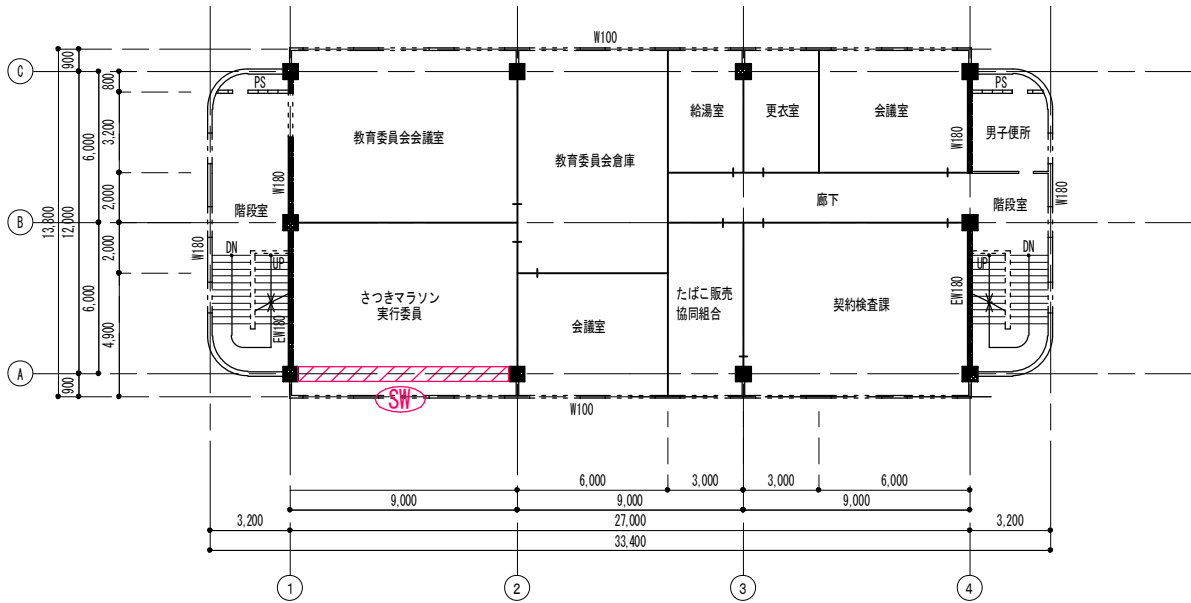 W100
C
PS
PS
900
800
給湯室
更衣室
会議室
教育委員会会議室
教育委員会倉庫
男子便所
3,200
6,000
W180
W180
W180
2,000
廊下
階段室
階段室
B
13,800
12,000
2,000
W180
DN
UP
UP
DN
さつきマラソン
実行委員
たばこ販売
協同組合
契約検査課
会議室
6,000
4,900
EW180
EW180
A
900
SW
W100
6,000
3,000
3,000
6,000
9,000
9,000
9,000
3,200
27,000
3,200
33,400
1
2
3
4